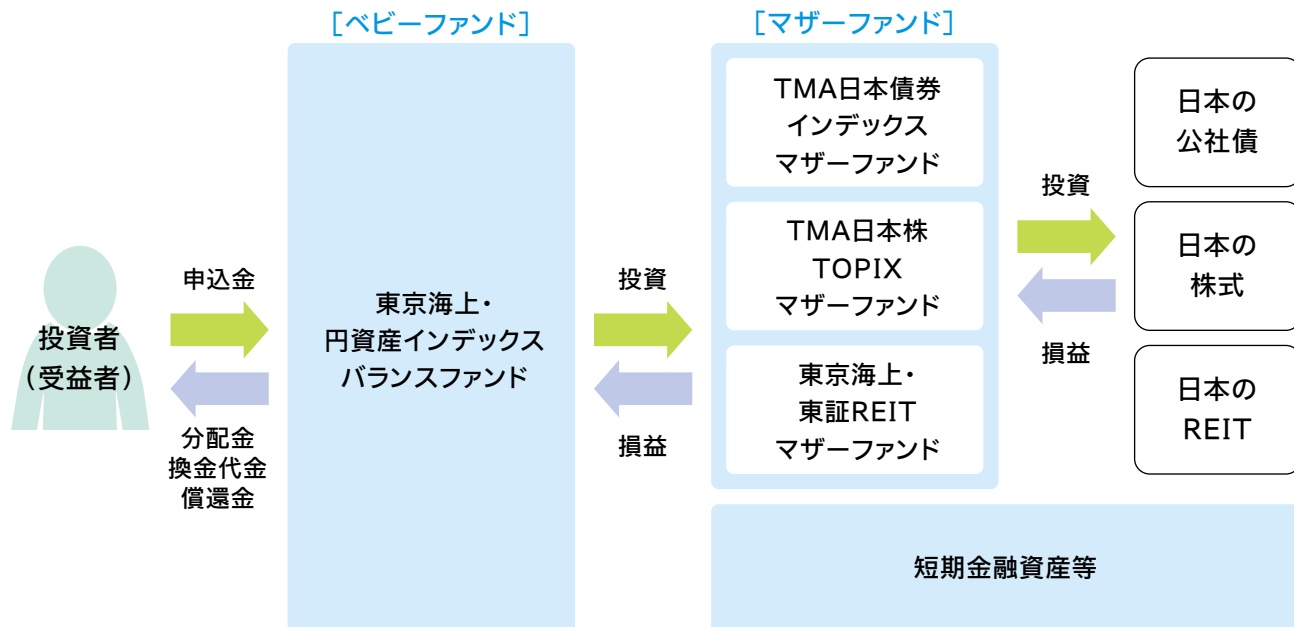 ［ベビーファンド］
［マザーファンド］
投資者
（受益者）
申込金
分配金
換金代金
償還金
東京海上・
円資産インデックス
バランスファンド
投資
損益
TMA日本債券
インデックス
マザーファンド
TMA日本株
TOPIX
マザーファンド
東京海上・
東証REIT
マザーファンド
投資
損益
日本の
公社債
日本の
株式
日本の
REIT
短期金融資産等